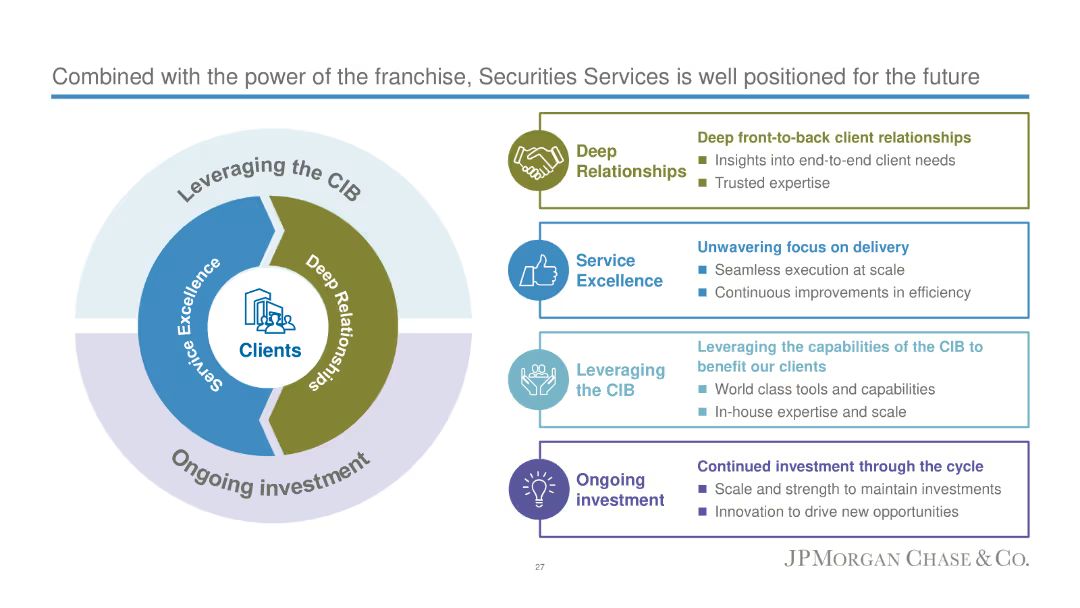 Combined with the power of the franchise, Securities Services is well positioned for the future
Leveraging the CIB
Service Excellence
Deep Relationships
Clients
Ongoing investment
Deep
Relationships
Deep front-to-back client relationships
■ Insights into end-to-end client needs
■ Trusted expertise
Service
Excellence
Unwavering focus on delivery
■ Seamless execution at scale
■ Continuous improvements in efficiency
Leveraging
the CIB
Leveraging the capabilities of the CIB to
benefit our clients
■ World class tools and capabilities
■ In-house expertise and scale
Ongoing
investment
Continued investment through the cycle
■ Scale and strength to maintain investments
■ Innovation to drive new opportunities
27
JPMORGAN CHASE & CO.